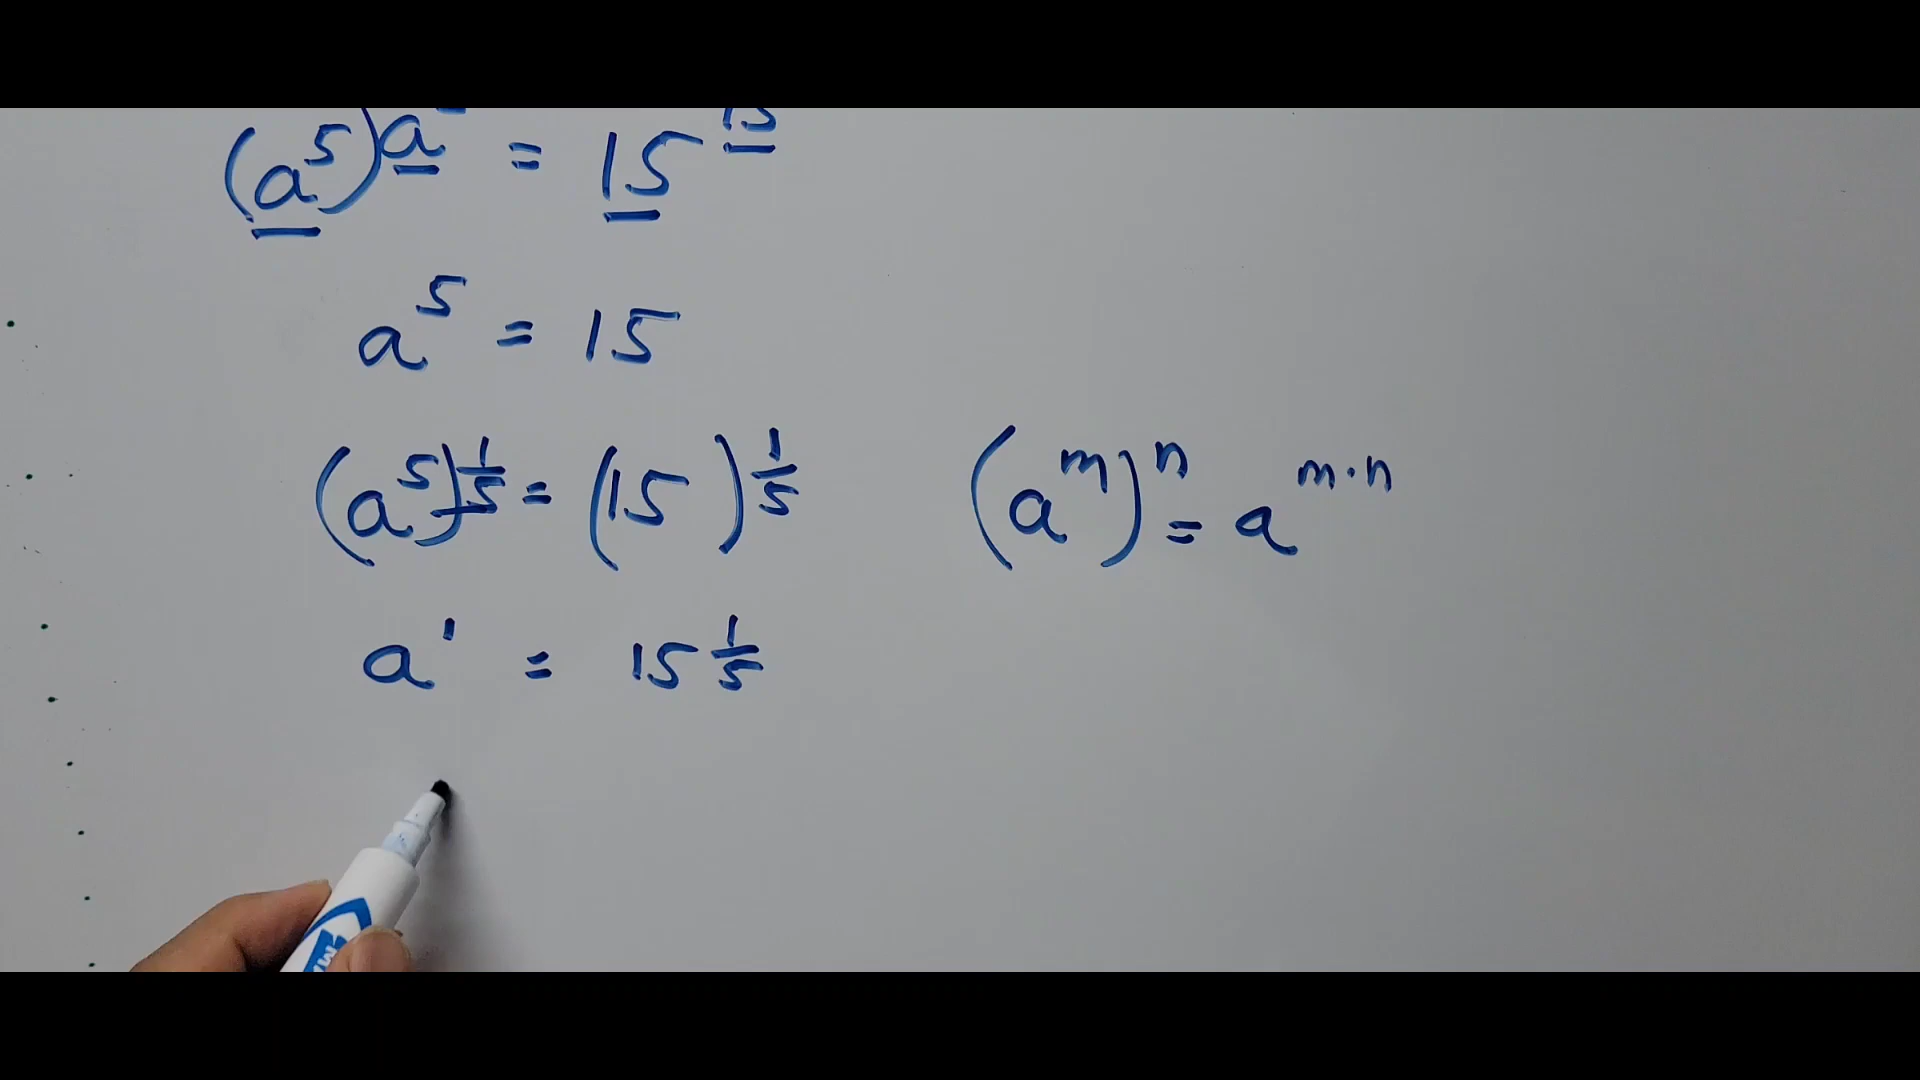 (a⁵)ᵃ = 15¹⁵
a⁵ = 15
(a⁵)^(1/5) = (15)^(1/5)
(aᵐ)ⁿ = a^(m·n)
a¹ = 15^(1/5)